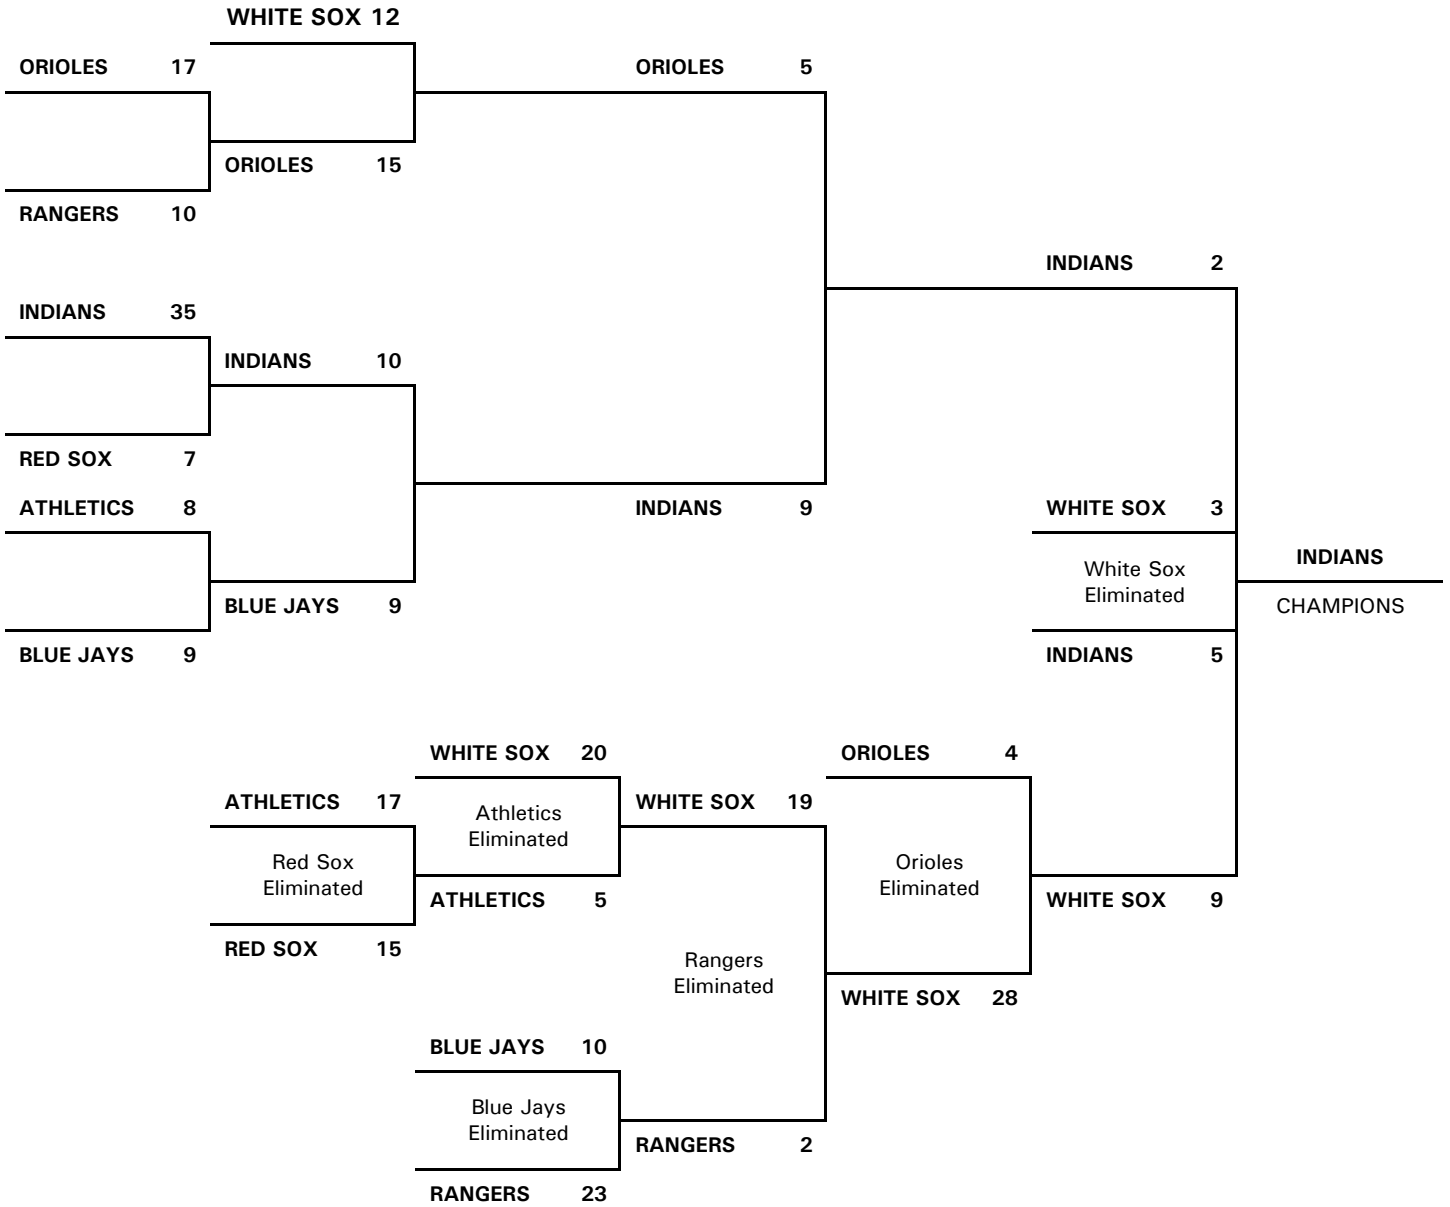 WHITE SOX 12
ORIOLES 17
ORIOLES 5
ORIOLES 15
RANGERS 10
INDIANS 2
INDIANS 35
INDIANS 10
RED SOX 7
ATHLETICS 8
INDIANS 9
WHITE SOX 3
INDIANS
White Sox
Eliminated
BLUE JAYS 9
CHAMPIONS
BLUE JAYS 9
INDIANS 5
WHITE SOX 20
ORIOLES 4
ATHLETICS 17
WHITE SOX 19
Athletics
Eliminated
Red Sox
Eliminated
Orioles
Eliminated
ATHLETICS 5
WHITE SOX 9
RED SOX 15
Rangers
Eliminated
WHITE SOX 28
BLUE JAYS 10
Blue Jays
Eliminated
RANGERS 2
RANGERS 23